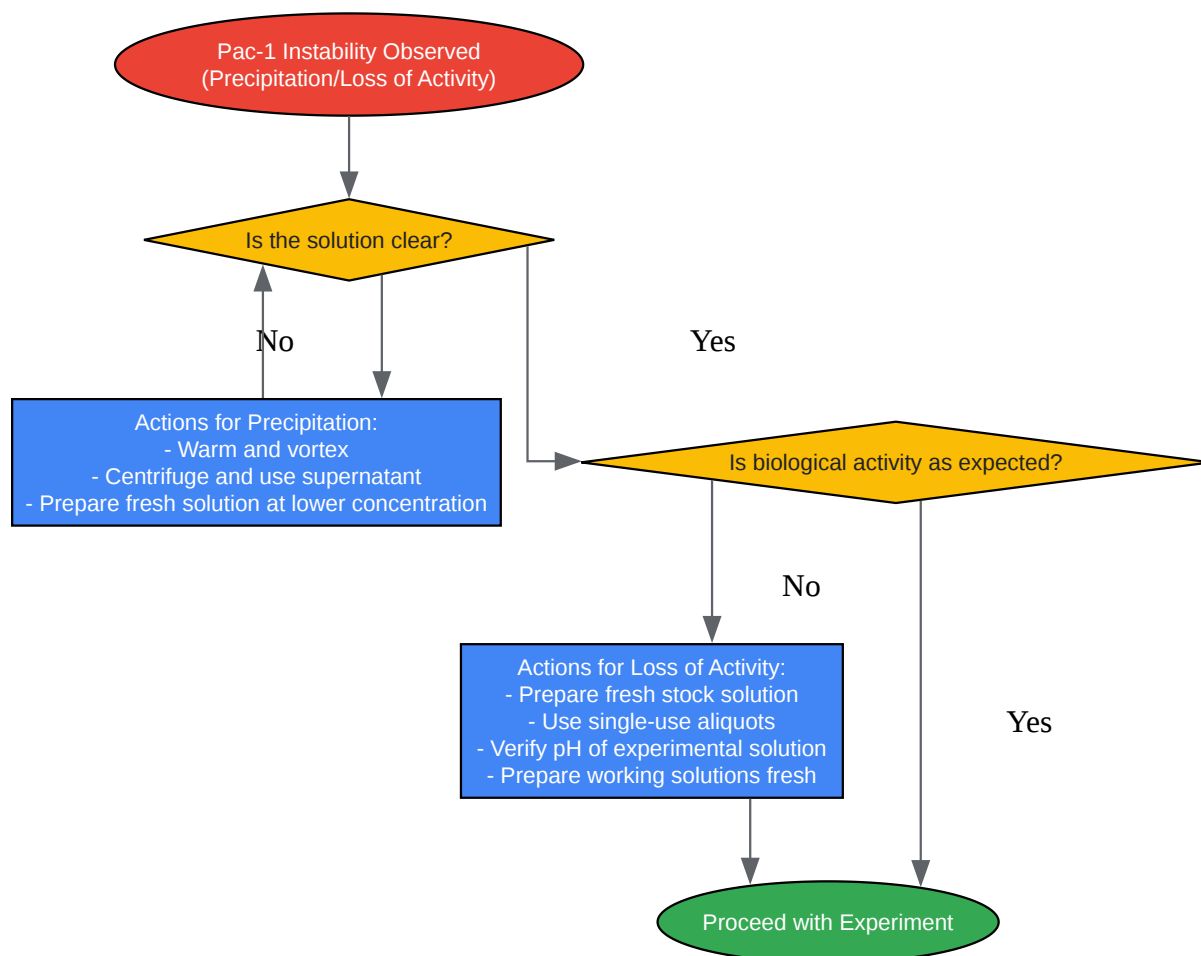 Pac-1 Instability Observed
(Precipitation/Loss of Activity)
Is the solution clear?
No
Yes
Actions for Precipitation:
- Warm and vortex
- Centrifuge and use supernatant
- Prepare fresh solution at lower concentration
Is biological activity as expected?
No
Actions for Loss of Activity:
- Prepare fresh stock solution
- Use single-use aliquots
- Verify pH of experimental solution
- Prepare working solutions fresh
Yes
Proceed with Experiment